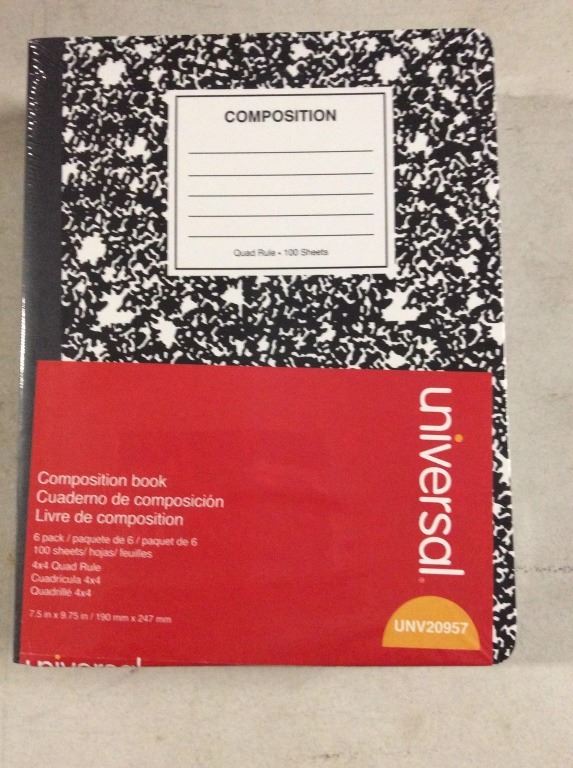 COMPOSITION
Quad Rule - 100 Sheets
universal
Composition book
Cuaderno de composición
Livre de composition
6 pack / paquete de 6 / paquet de 6
100 sheets/ hojas/ feuilles
4x4 Quad Rule
Cuadrícula 4x4
Quadrillé 4x4
7.5 in x 9.75 in / 190 mm x 247 mm
UNV20957
universal